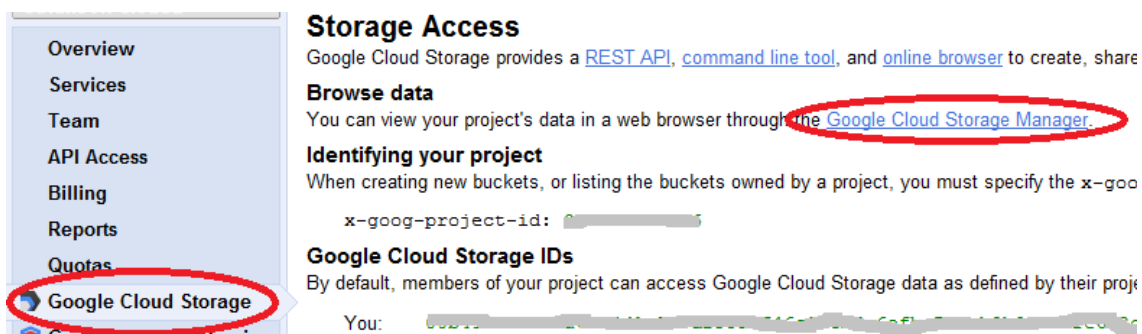 Overview
Services
Team
API Access
Billing
Reports
Quotas
Google Cloud Storage
Storage Access
Google Cloud Storage provides a REST API, command line tool, and online browser to create, share
Browse data
You can view your project's data in a web browser through the Google Cloud Storage Manager.
Identifying your project
When creating new buckets, or listing the buckets owned by a project, you must specify the x-goo
x-goog-project-id:
Google Cloud Storage IDs
By default, members of your project can access Google Cloud Storage data as defined by their proje
You: